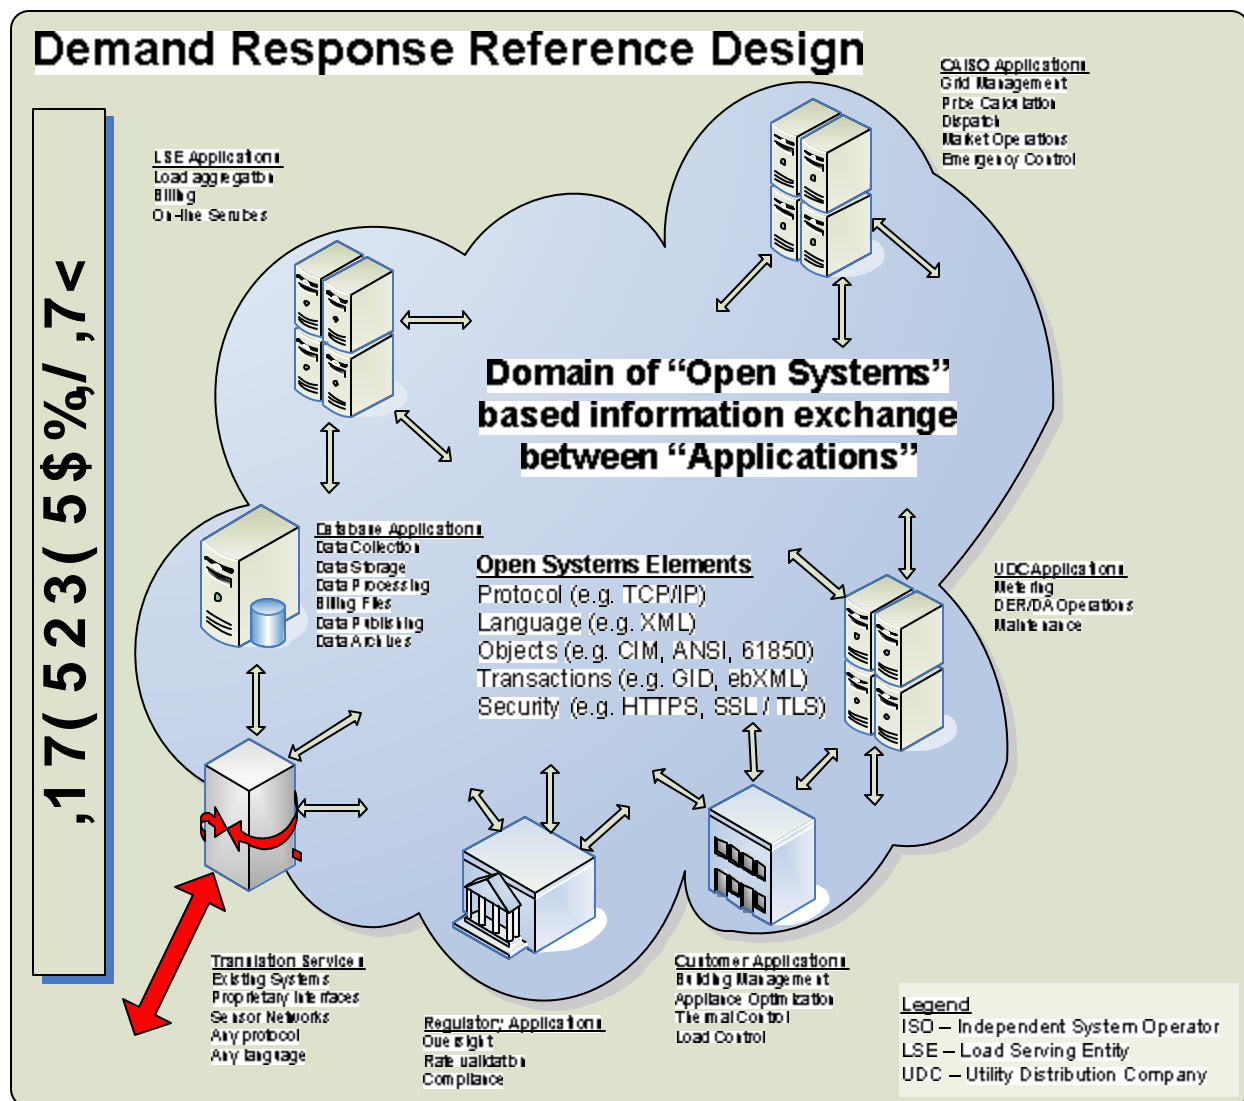 Demand Response Reference Design
CAISO Applications
Grid Management
Price Calculation
Dispatch
Market Operations
Emergency Control
LSE Applications
Load aggregation
Billing
On-line Services
,17(523(5$%,/,7<
Domain of “Open Systems”
based information exchange
between “Applications”
Database Applications
Data Collection
Data Storage
Data Processing
Billing Files
Data Publishing
Data Archives
Open Systems Elements
Protocol (e.g. TCP/IP)
Language (e.g. XML)
Objects (e.g. CIM, ANSI, 61850)
Transactions (e.g. GID, ebXML)
Security (e.g. HTTPS, SSL / TLS)
UDC Applications
Metering
DER/DA Operations
Maintenance
Translation Services
Existing Systems
Proprietary Interfaces
Sensor Networks
Any protocol
Any language
Regulatory Applications
Oversight
Rate validation
Compliance
Customer Applications
Building Management
Appliance Optimization
Thermal Control
Load Control
Legend
ISO – Independent System Operator
LSE – Load Serving Entity
UDC – Utility Distribution Company